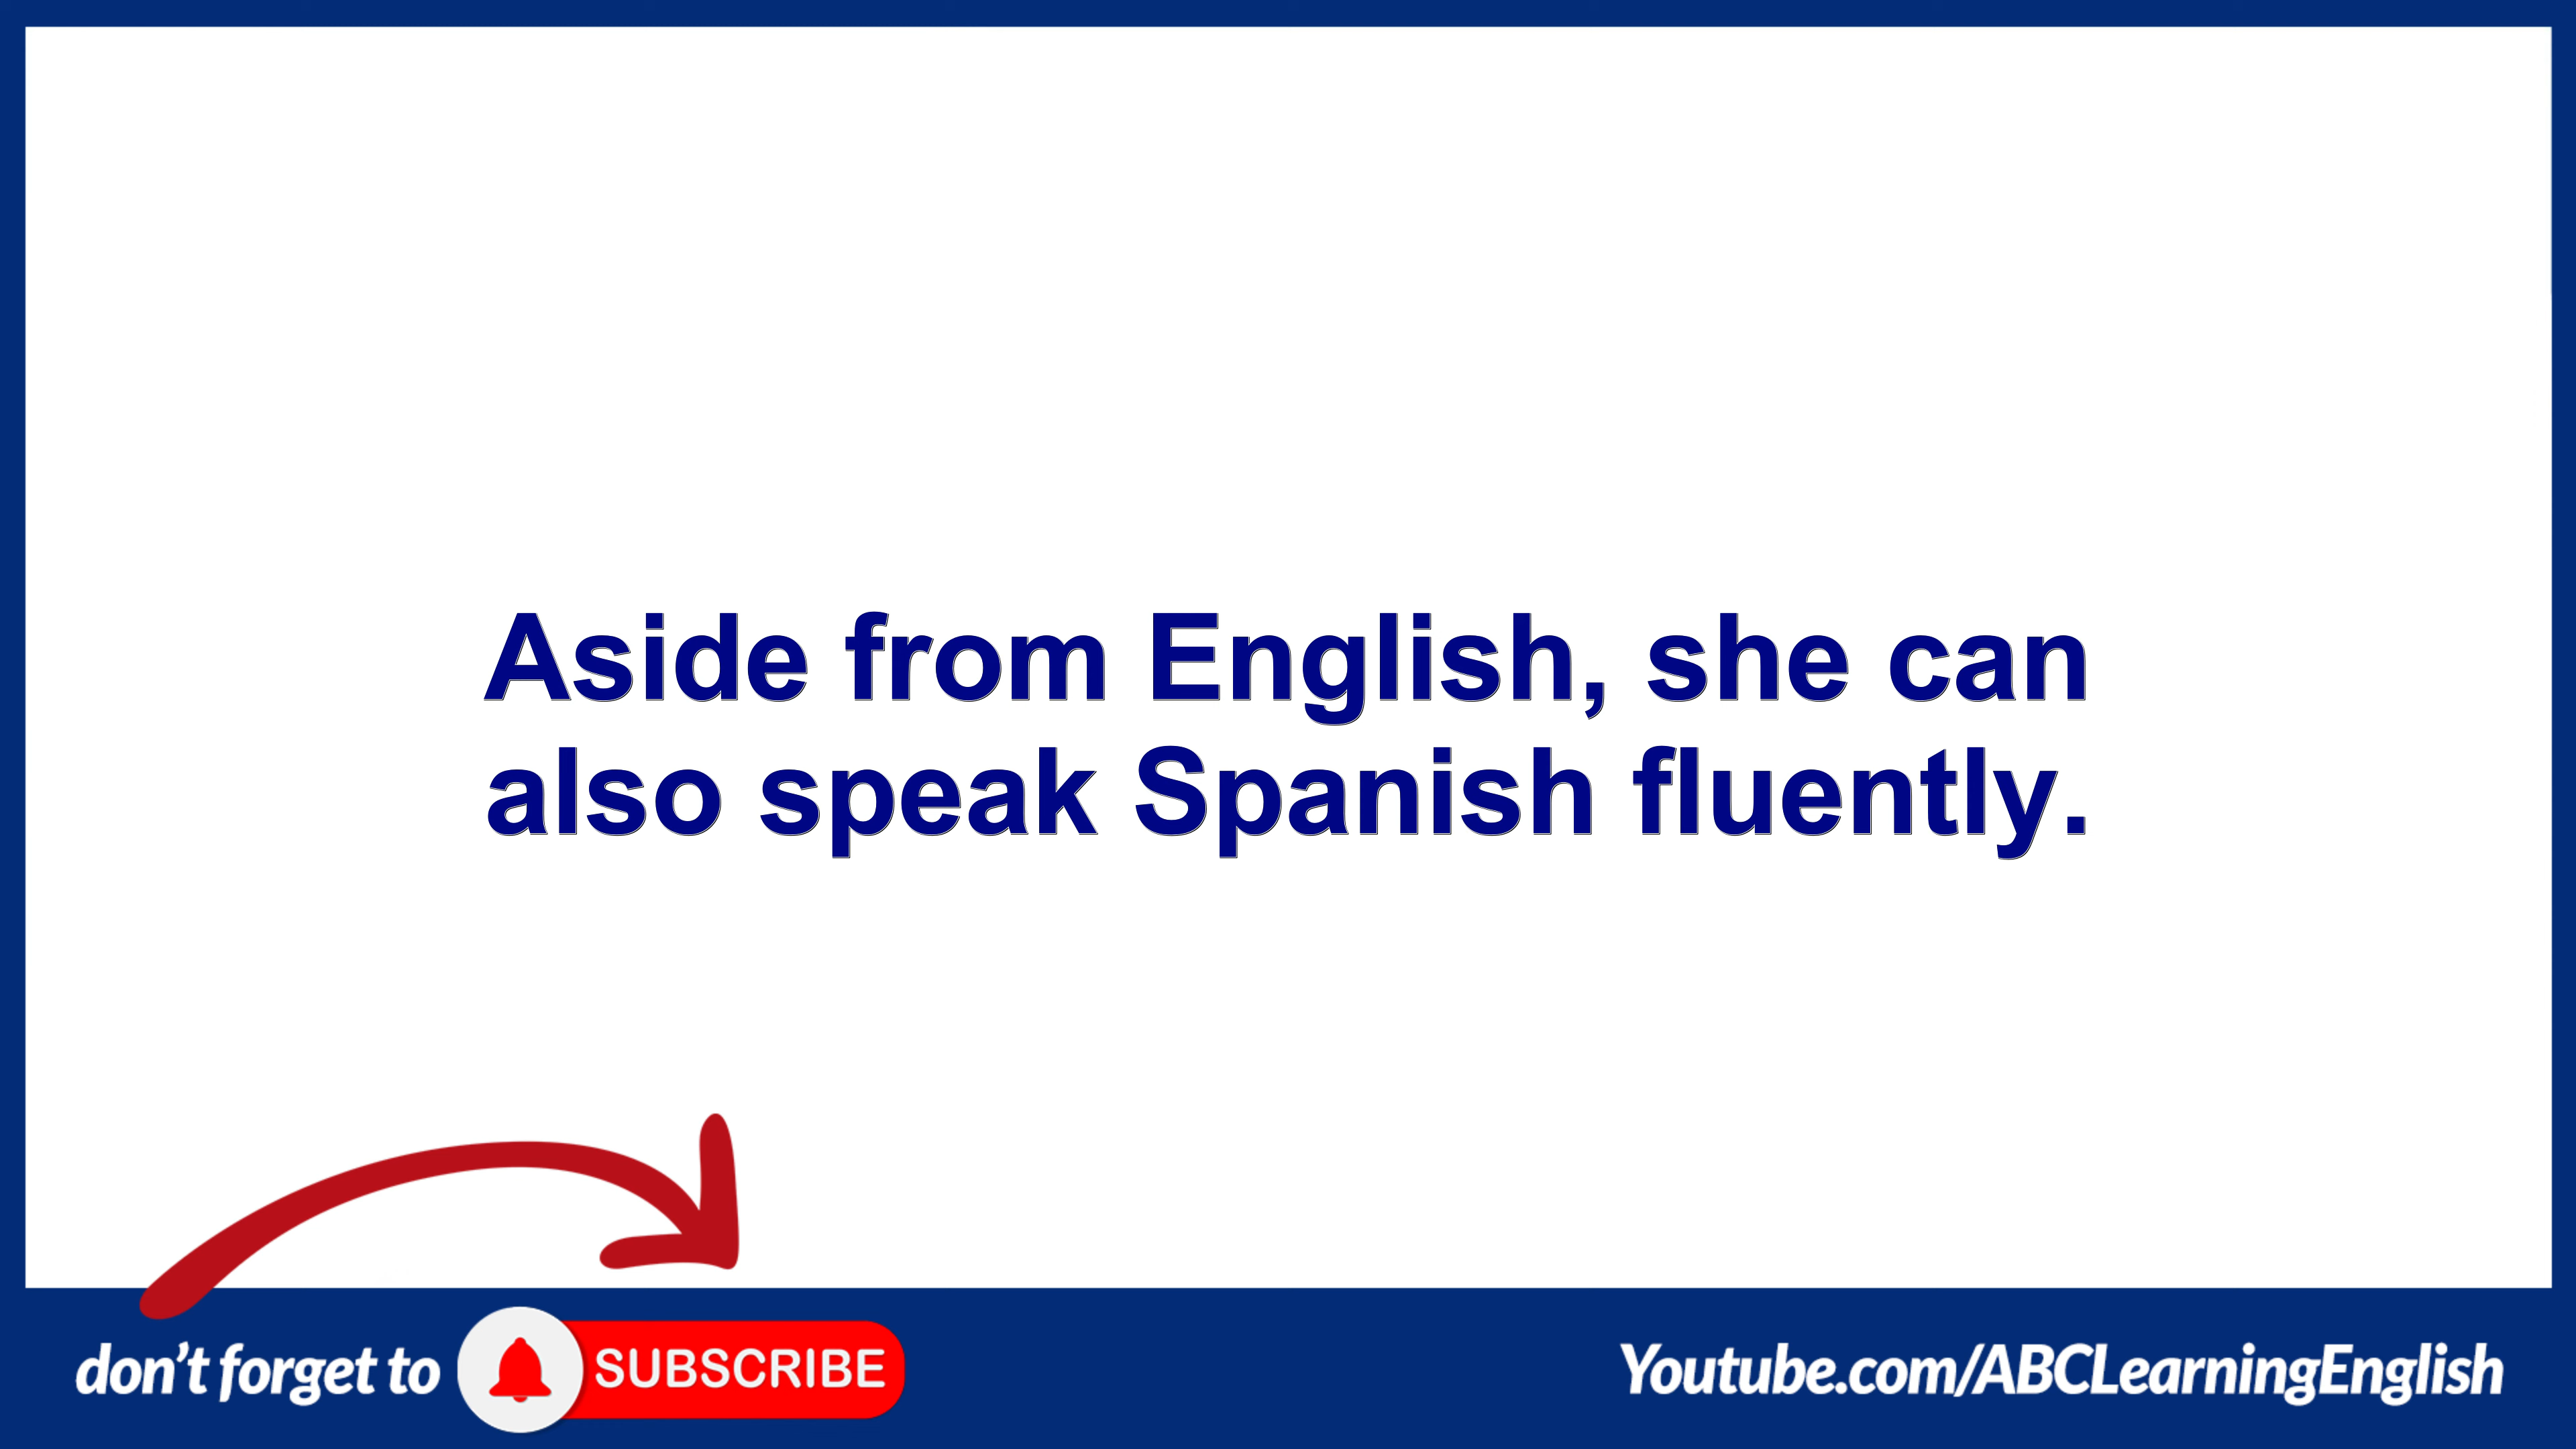 Aside from English, she can
also speak Spanish fluently.
don't forget to SUBSCRIBE
Youtube.com/ABCLearningEnglish